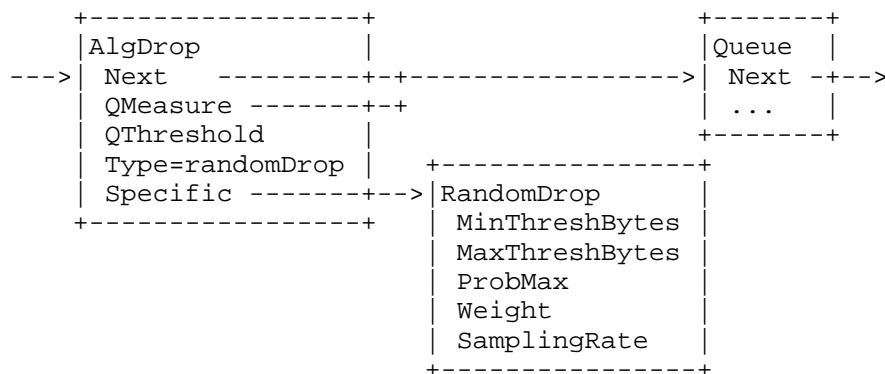 +-----------------+                      +-------+
     |AlgDrop          |                      |Queue  |
 --->| Next  ----------+-+------------------->| Next -+-->
     | QMeasure -------+-+                    | ...   |
     | QThreshold      |                      +-------+
     | Type=randomDrop |   +----------------+
     | Specific -------+-->|RandomDrop      |
     +-----------------+   | MinThreshBytes |
                           | MaxThreshBytes |
                           | ProbMax        |
                           | Weight         |
                           | SamplingRate   |
                           +----------------+